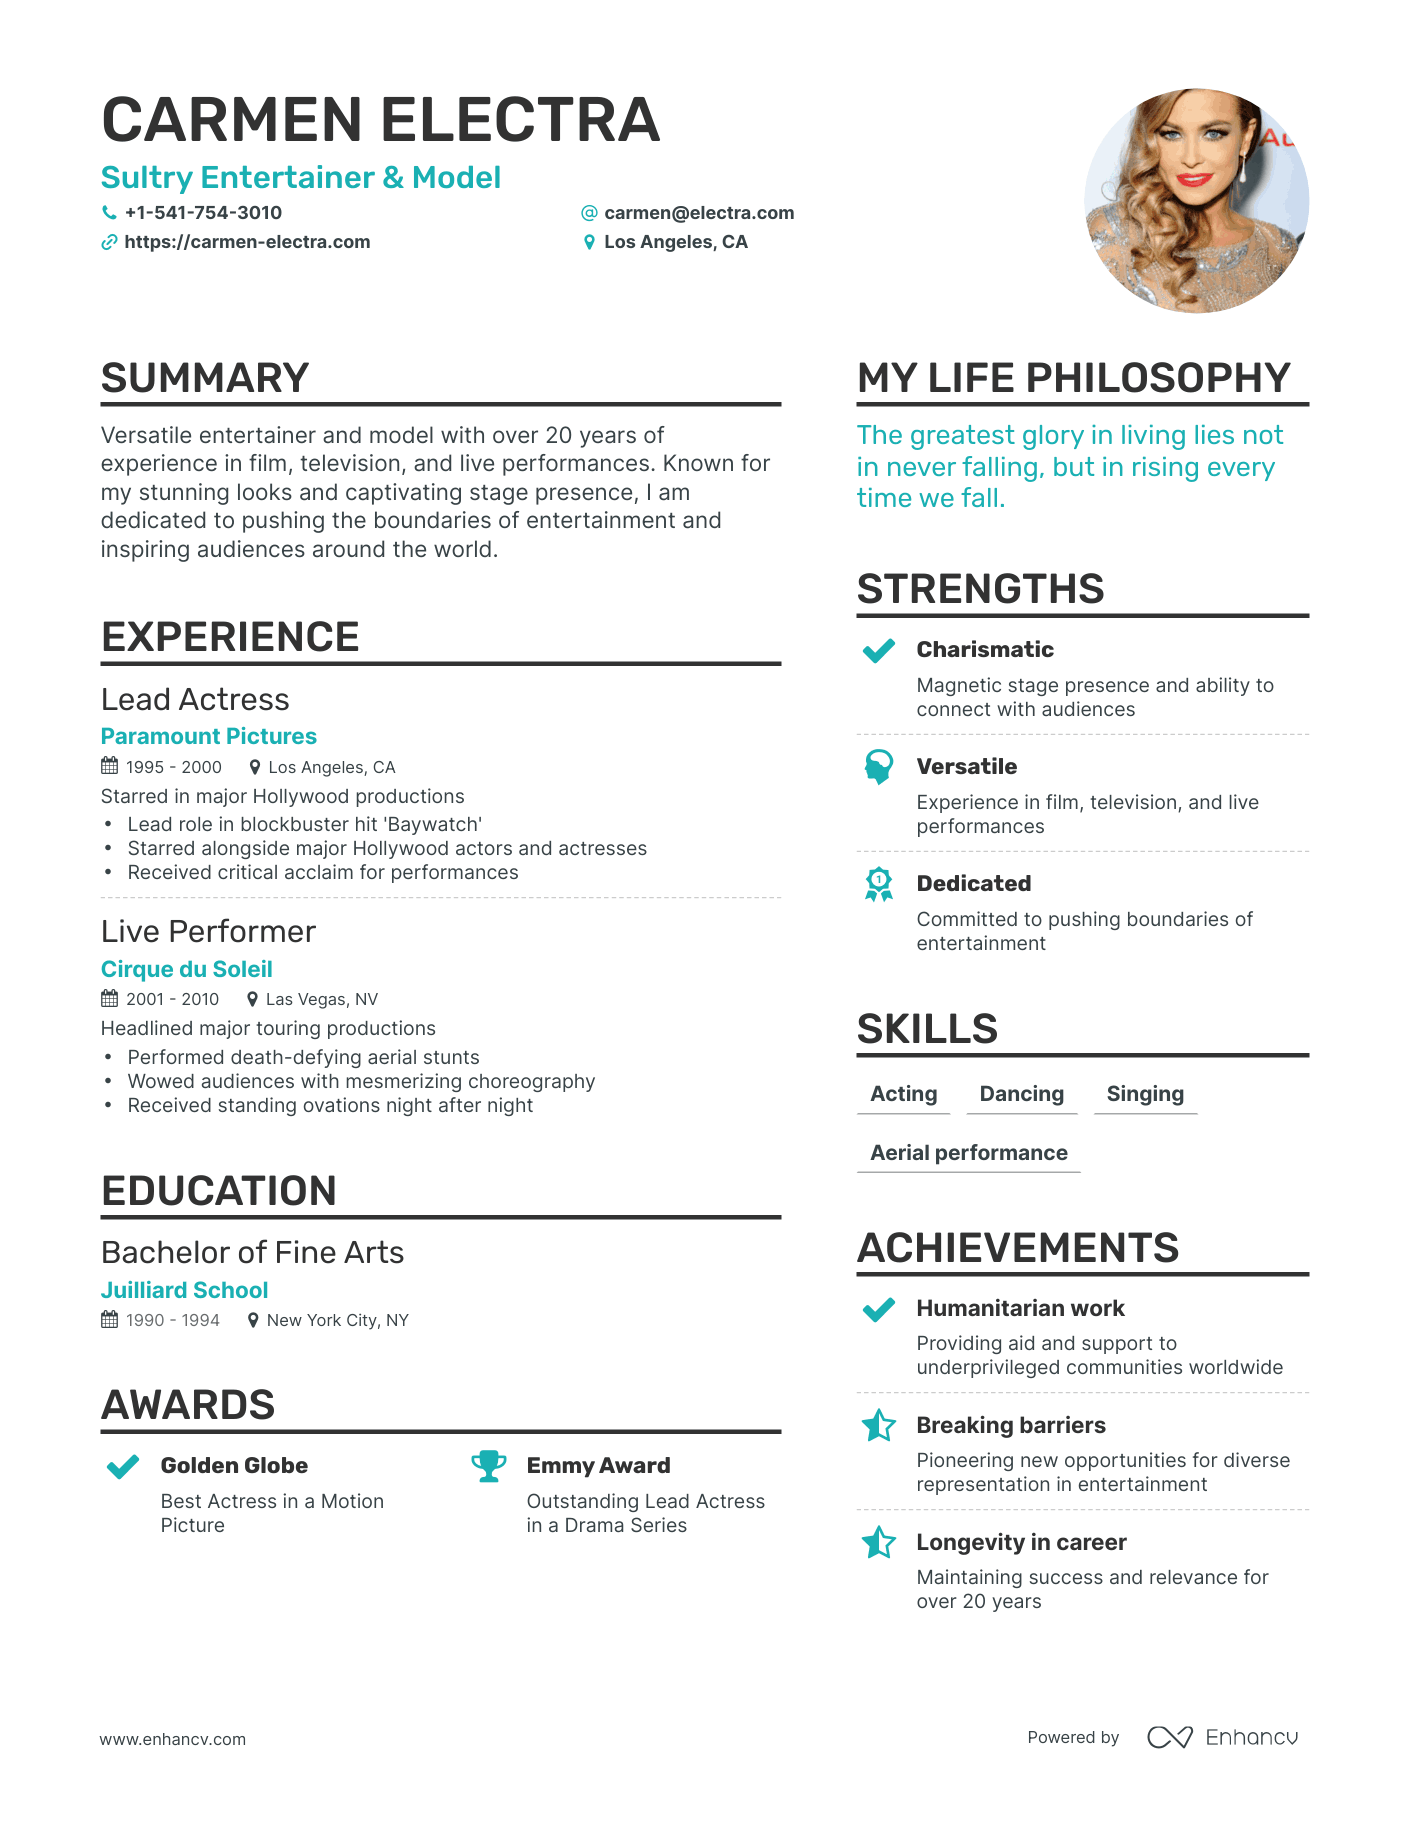 CARMEN ELECTRA
Sultry Entertainer & Model
+1-541-754-3010
carmen@electra.com
https://carmen-electra.com
Los Angeles, CA
SUMMARY
Versatile entertainer and model with over 20 years of
experience in film, television, and live performances. Known for
my stunning looks and captivating stage presence, I am
dedicated to pushing the boundaries of entertainment and
inspiring audiences around the world.
EXPERIENCE
Lead Actress
Paramount Pictures
1995 - 2000 Los Angeles, CA
Starred in major Hollywood productions
• Lead role in blockbuster hit 'Baywatch'
• Starred alongside major Hollywood actors and actresses
• Received critical acclaim for performances
Live Performer
Cirque du Soleil
2001 - 2010 Las Vegas, NV
Headlined major touring productions
• Performed death-defying aerial stunts
• Wowed audiences with mesmerizing choreography
• Received standing ovations night after night
EDUCATION
Bachelor of Fine Arts
Juilliard School
1990 - 1994 New York City, NY
AWARDS
Golden Globe
Best Actress in a Motion
Picture
Emmy Award
Outstanding Lead Actress
in a Drama Series
MY LIFE PHILOSOPHY
The greatest glory in living lies not
in never falling, but in rising every
time we fall.
STRENGTHS
Charismatic
Magnetic stage presence and ability to
connect with audiences
Versatile
Experience in film, television, and live
performances
1
Dedicated
Committed to pushing boundaries of
entertainment
SKILLS
Acting Dancing Singing
Aerial performance
ACHIEVEMENTS
Humanitarian work
Providing aid and support to
underprivileged communities worldwide
Breaking barriers
Pioneering new opportunities for diverse
representation in entertainment
Longevity in career
Maintaining success and relevance for
over 20 years
www.enhancv.com
Powered by Enhancv